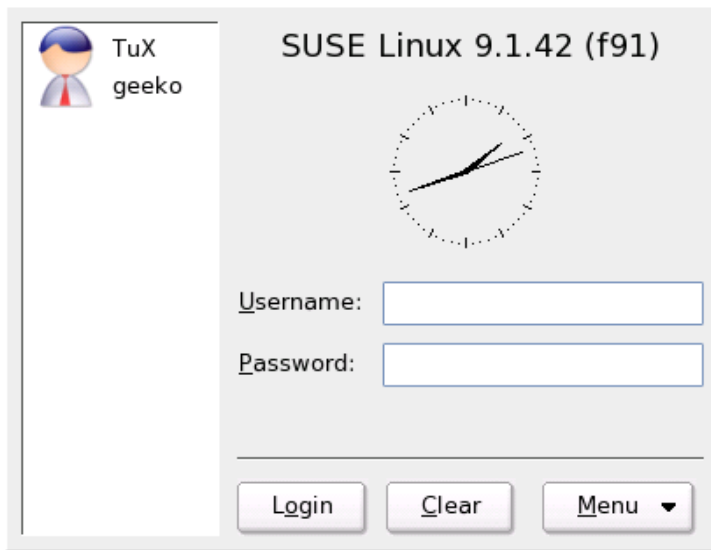 TuX
geeko
SUSE Linux 9.1.42 (f91)
Username:
Password:
Login
Clear
Menu